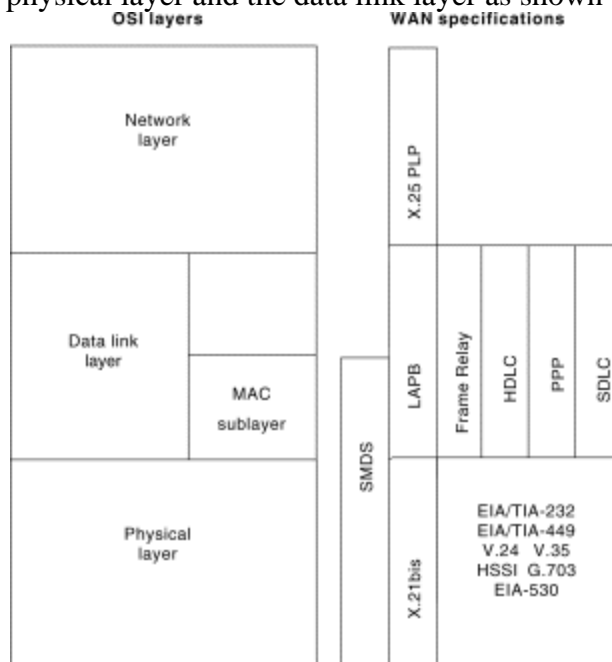 physical layer and the data link layer as shown
OSI layers
WAN specifications
Network
layer
Data link
layer
MAC
sublayer
Physical
layer
SMDS
X.25 PLP
LAPB
X.21bis
Frame Relay
HDLC
PPP
SDLC
EIA/TIA-232
EIA/TIA-449
V.24 V.35
HSSI G.703
EIA-530